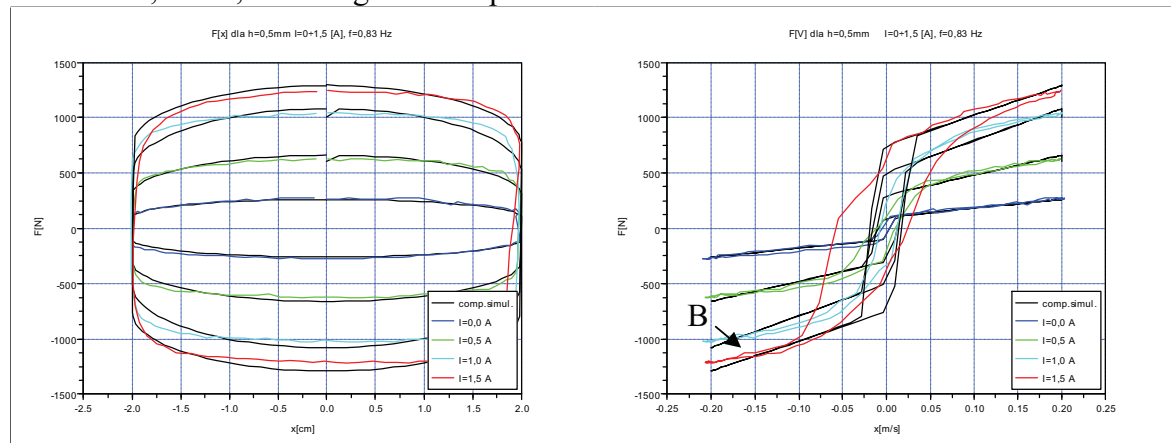 F[x] dla h=0,5mm I=0÷1,5 [A], f=0,83 Hz
1500
1000
500
0
-500
-1000
-1500
F[N]
-2.5 -2.0 -1.5 -1.0 -0.5 0.0 0.5 1.0 1.5 2.0
x[cm]
comp.simul.
I=0,0 A
I=0,5 A
I=1,0 A
I=1,5 A
F[V] dla h=0,5mm I=0÷1,5 [A], f=0,83 Hz
1500
1000
500
0
-500
-1000
-1500
F[N]
B
-0.25 -0.20 -0.15 -0.10 -0.05 0.00 0.05 0.10 0.15 0.20 0.25
x[m/s]
comp.simul.
I=0,0 A
I=0,5 A
I=1,0 A
I=1,5 A